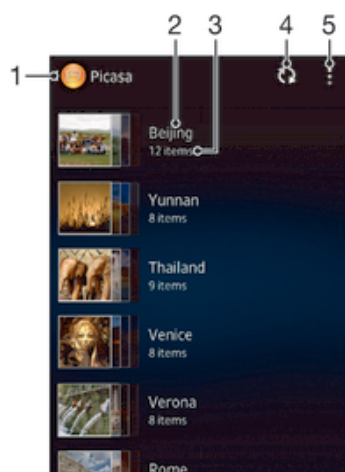 2 3 4 5
1 Picasa
Beijing
12 items
Yunnan
8 items
Thailand
9 items
Venice
8 items
Verona
8 items
Rome